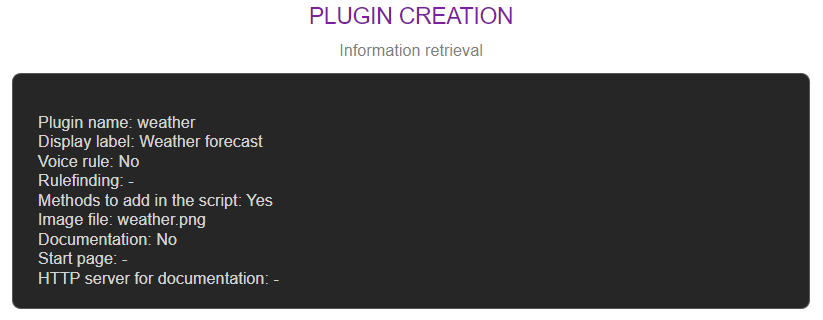 PLUGIN CREATION
Information retrieval
Plugin name: weather
Display label: Weather forecast
Voice rule: No
Rulefinding: -
Methods to add in the script: Yes
Image file: weather.png
Documentation: No
Start page: -
HTTP server for documentation: -